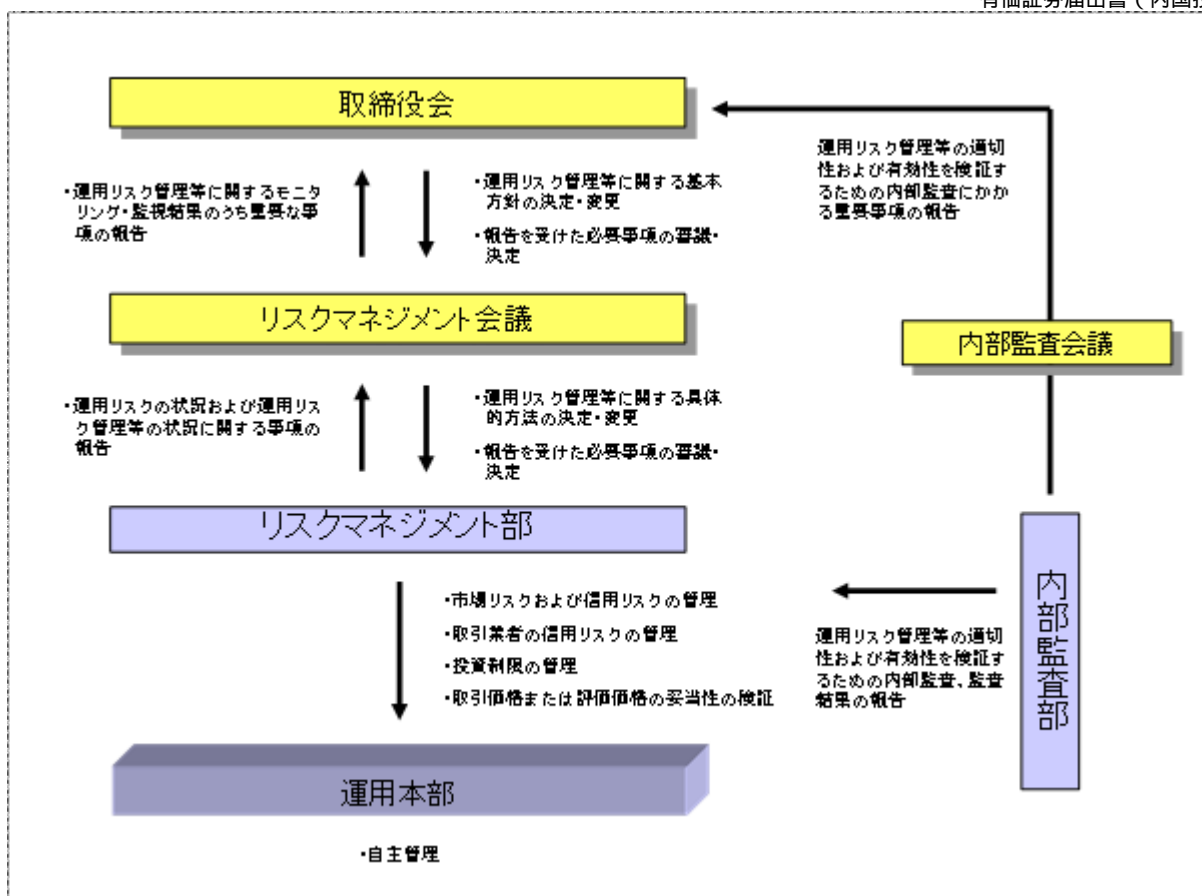 取締役会
・運用リスク管理等に関するモニタ
リング・監視結果のうち重要な事
項の報告
・運用リスク管理等に関する基本
方針の決定・変更
・報告を受けた必要事項の審議・
決定
運用リスク管理等の適切
性および有効性を検証す
るための内部監査にかか
る重要事項の報告
リスクマネジメント会議
内部監査会議
・運用リスクの状況および運用リス
ク管理等の状況に関する事項の
報告
・運用リスク管理等に関する具体
的方法の決定・変更
・報告を受けた必要事項の審議・
決定
リスクマネジメント部
・市場リスクおよび信用リスクの管理
・取引業者の信用リスクの管理
・投資制限の管理
・取引価格または評価価格の妥当性の検証
運用リスク管理等の適切
性および有効性を検証す
るための内部監査、監査
結果の報告
内部監査部
運用本部
・自主管理